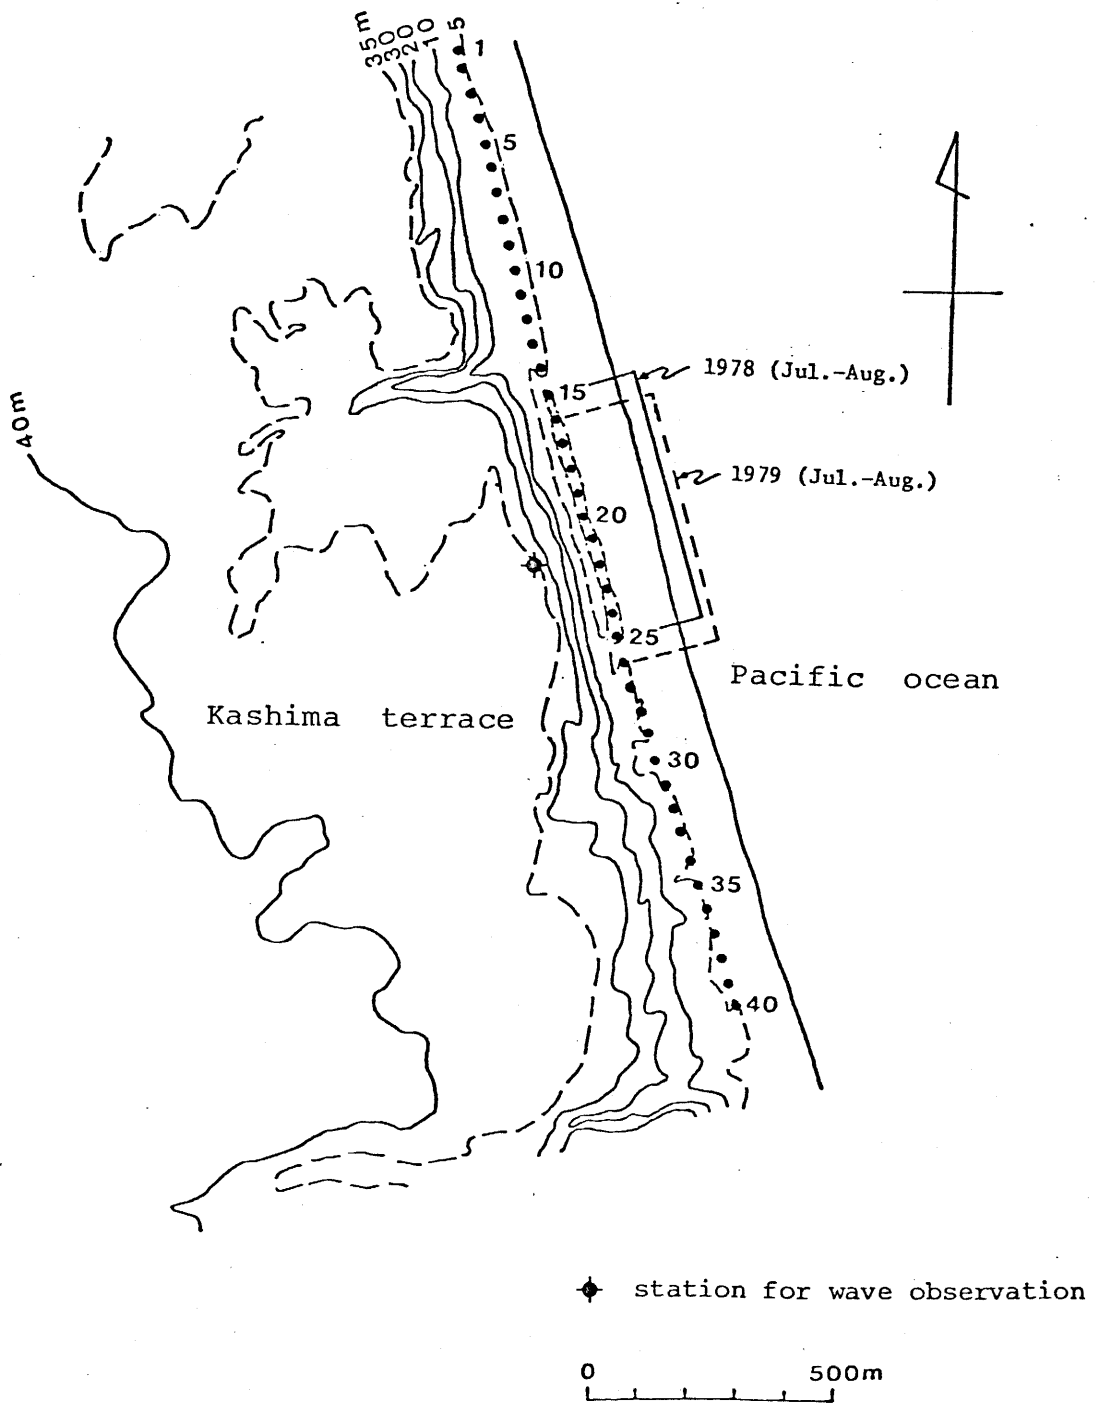 35m
30
20
10
5
1
5
10
1978 (Jul.-Aug.)
15
40m
1979 (Jul.-Aug.)
20
25
Pacific ocean
Kashima terrace
30
35
40
station for wave observation
0 500m